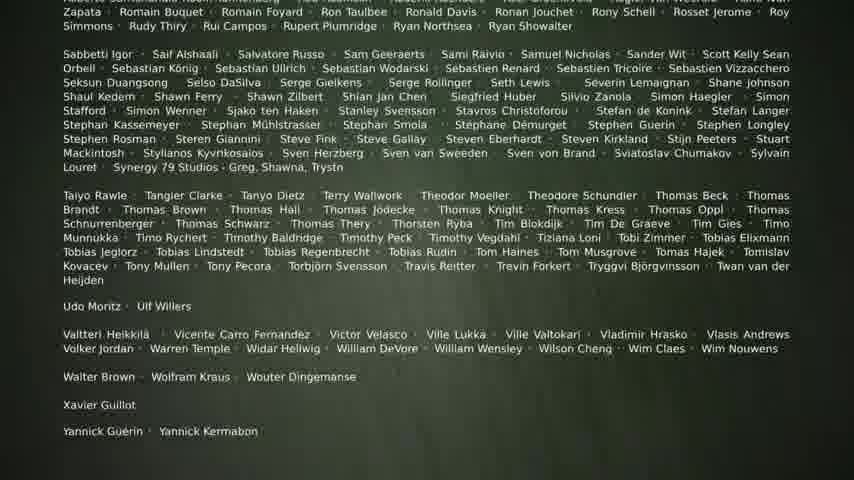 Zapata · Romain Buquet · Romain Foyard · Ron Taulbee · Ronald Davis · Ronan Jouchet · Rony Schell · Rosset Jerome · Roy
Simmons · Rudy Thiry · Rui Campos · Rupert Plumridge · Ryan Northsea · Ryan Showalter
Sabbetti Igor · Saif Alshaali · Salvatore Russo · Sam Geeraerts · Sami Raivio · Samuel Nicholas · Sander Wit · Scott Kelly Sean
Orbell · Sebastian König · Sebastian Ullrich · Sebastian Wodarski · Sebastien Renard · Sebastien Tricoire · Sebastien Vizzacchero
Seksun Duangsong · Selso DaSilva · Serge Gielkens · Serge Rollinger · Seth Lewis · Séverin Lemaignan · Shane Johnson
Shaul Kedem · Shawn Ferry · Shawn Zilbert · Shian Jan Chen · Siegfried Huber · Silvio Zanola · Simon Haegler · Simon
Stafford · Simon Wenner · Sjako ten Haken · Stanley Svensson · Stavros Christoforou · Stefan de Konink · Stefan Langer
Stephan Kassemeyer · Stephan Mühlstrasser · Stephan Smola · Stéphane Démurget · Stephen Guerin · Stephen Longley
Stephen Rosman · Steren Giannini · Steve Fink · Steve Gallay · Steven Eberhardt · Steven Kirkland · Stijn Peeters · Stuart
Mackintosh · Stylianos Kyvrikosaios · Sven Herzberg · Sven van Sweeden · Sven von Brand · Sviatoslav Chumakov · Sylvain
Louret · Synergy 79 Studios - Greg, Shawna, Trystn
Taiyo Rawle · Tangier Clarke · Tanyo Dietz · Terry Wallwork · Theodor Moeller · Theodore Schundler · Thomas Beck · Thomas
Brandt · Thomas Brown · Thomas Hall · Thomas Jödecke · Thomas Knight · Thomas Kress · Thomas Oppl · Thomas
Schnurrenberger · Thomas Schwarz · Thomas Thery · Thorsten Ryba · Tim Blokdijk · Tim De Graeve · Tim Gies · Timo
Munnukka · Timo Rychert · Timothy Baldridge · Timothy Peck · Timothy Vegdahl · Tiziana Loni · Tobi Zimmer · Tobias Elixmann
Tobias Jeglorz · Tobias Lindstedt · Tobias Regenbrecht · Tobias Rudin · Tom Haines · Tom Musgrove · Tomas Hajek · Tomislav
Kovacev · Tony Mullen · Tony Pecora · Torbjörn Svensson · Travis Reitter · Trevin Forkert · Tryggvi Björgvinsson · Twan van der
Heijden
Udo Moritz · Ulf Willers
Valtteri Heikkilä · Vicente Carro Fernandez · Victor Velasco · Ville Lukka · Ville Valtokari · Vladimir Hrasko · Vlasis Andrews
Volker Jordan · Warren Temple · Widar Hellwig · William DeVore · William Wensley · Wilson Cheng · Wim Claes · Wim Nouwens
Walter Brown · Wolfram Kraus · Wouter Dingemanse
Xavier Guillot
Yannick Guérin · Yannick Kermabon